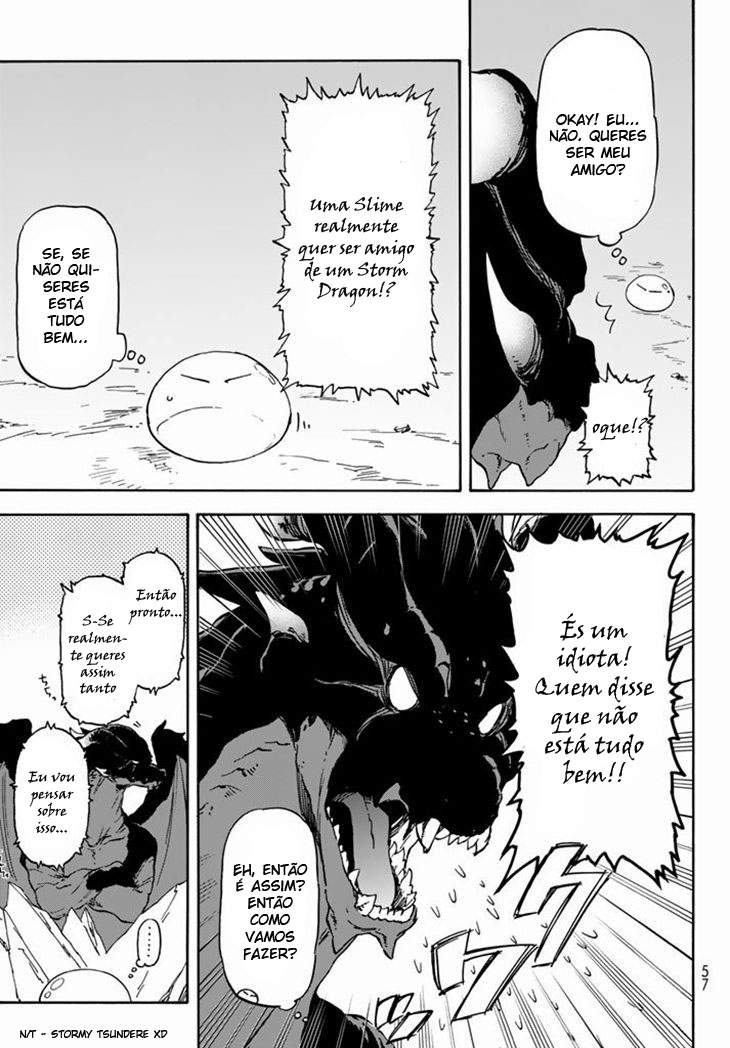 OKAY! EU...
NÃO. QUERES
SER MEU
AMIGO?
oque!?
Uma Slime
realmente
quer ser amigo
de um Storm
Dragon!?
SE, SE
NÃO QUI-
SERES
ESTÁ
TUDO
BEM...
És um
idiota!
Quem disse
que não
está tudo
bem!!
EH, ENTÃO
É ASSIM?
ENTÃO
COMO
VAMOS
FAZER?
Então
pronto...
S-Se
realmen-
te queres
assim
tanto
Eu vou
pensar
sobre
isso...
......
57
N/T - STORMY TSUNDERE XD